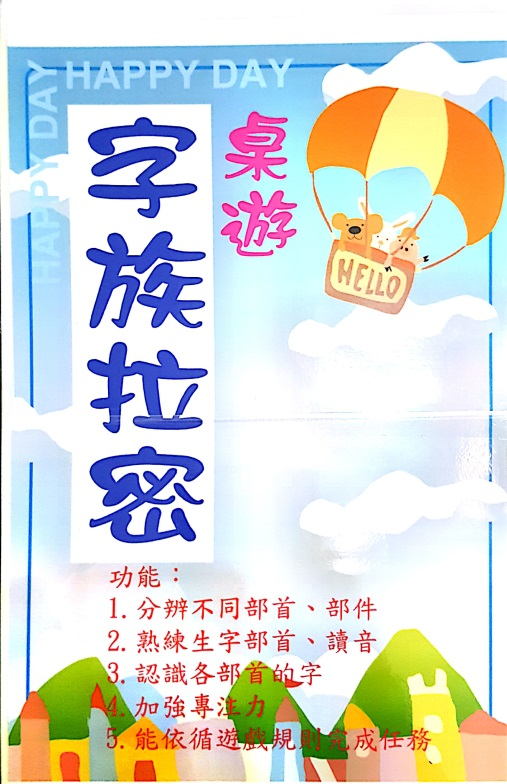 HAPPY DAY
HAPPY DAY
桌遊
字族拉密
HELLO
功能：
1. 分辨不同部首、部件
2. 熟練生字部首、讀音
3. 認識各部首的字
4. 加強專注力
5. 能依循遊戲規則完成任務